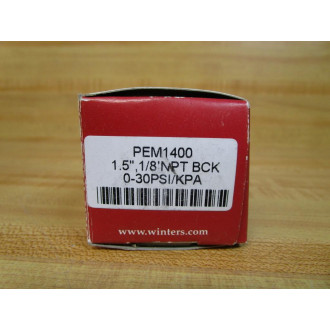 PEM1400
1.5",1/8'NPT BCK
0-30PSI/KPA
www.winters.com